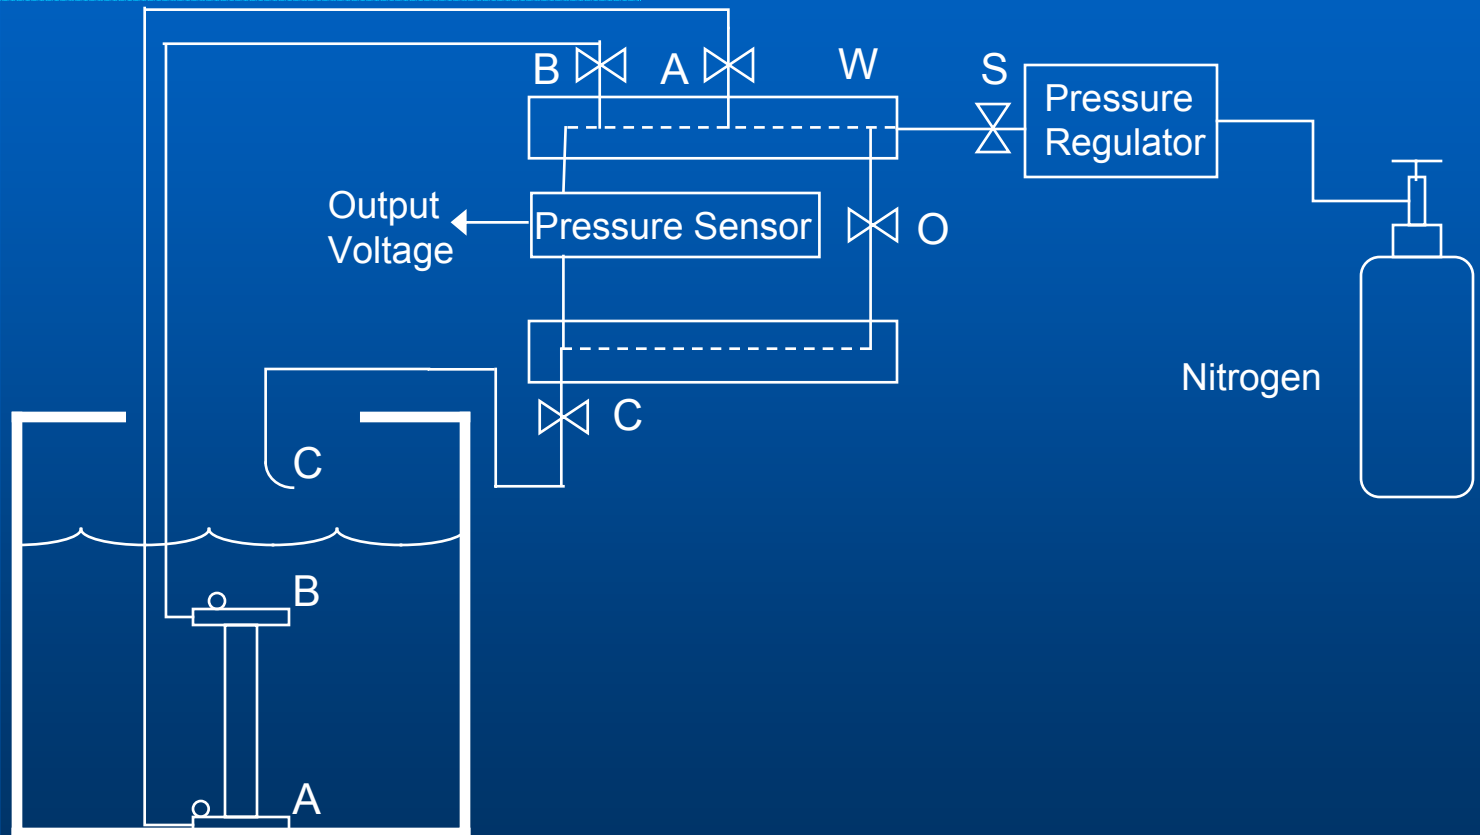 B
A
W
S
Pressure
Regulator
Output
Voltage
Pressure Sensor
O
Nitrogen
C
C
B
A